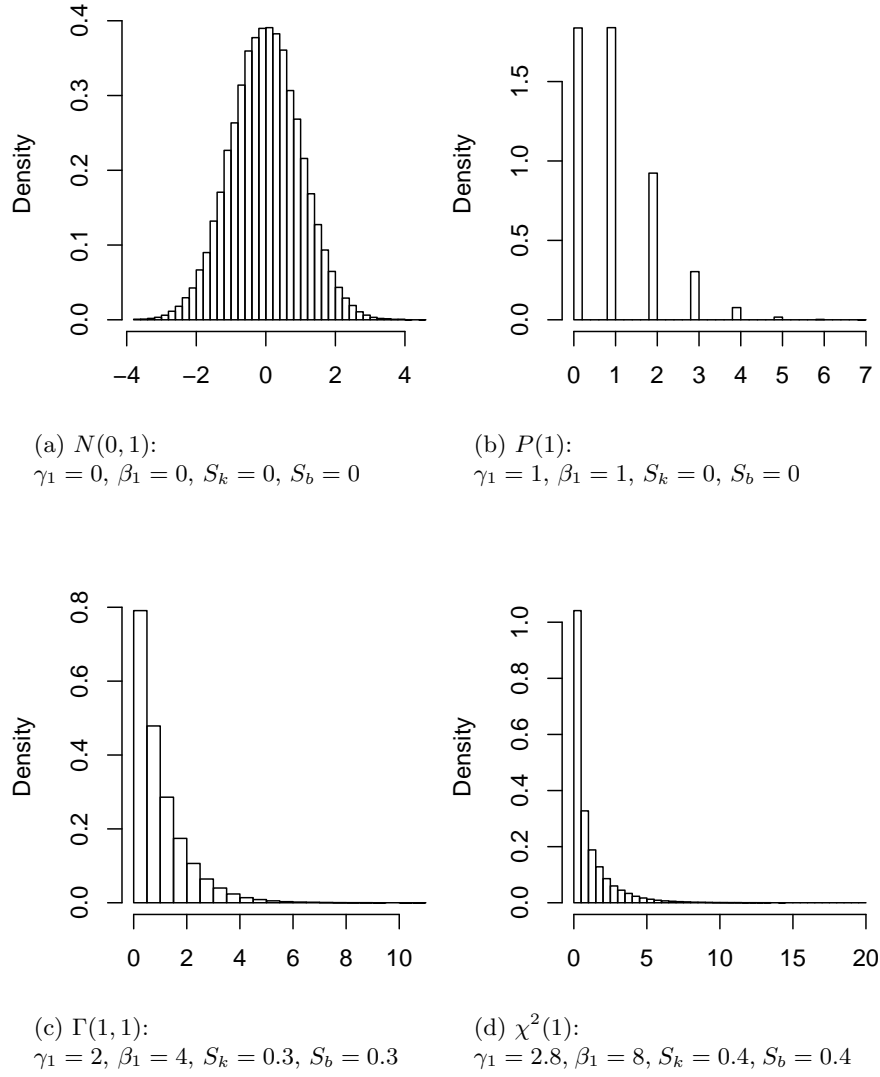 Density
0.0 0.1 0.2 0.3 0.4
−4 −2 0 2 4
(a) N(0, 1):
γ₁ = 0, β₁ = 0, Sₖ = 0, S_b = 0
Density
0.0 0.5 1.0 1.5
0 1 2 3 4 5 6 7
(b) P(1):
γ₁ = 1, β₁ = 1, Sₖ = 0, S_b = 0
Density
0.0 0.2 0.4 0.6 0.8
0 2 4 6 8 10
(c) Γ(1, 1):
γ₁ = 2, β₁ = 4, Sₖ = 0.3, S_b = 0.3
Density
0.0 0.2 0.4 0.6 0.8 1.0
0 5 10 15 20
(d) χ²(1):
γ₁ = 2.8, β₁ = 8, Sₖ = 0.4, S_b = 0.4